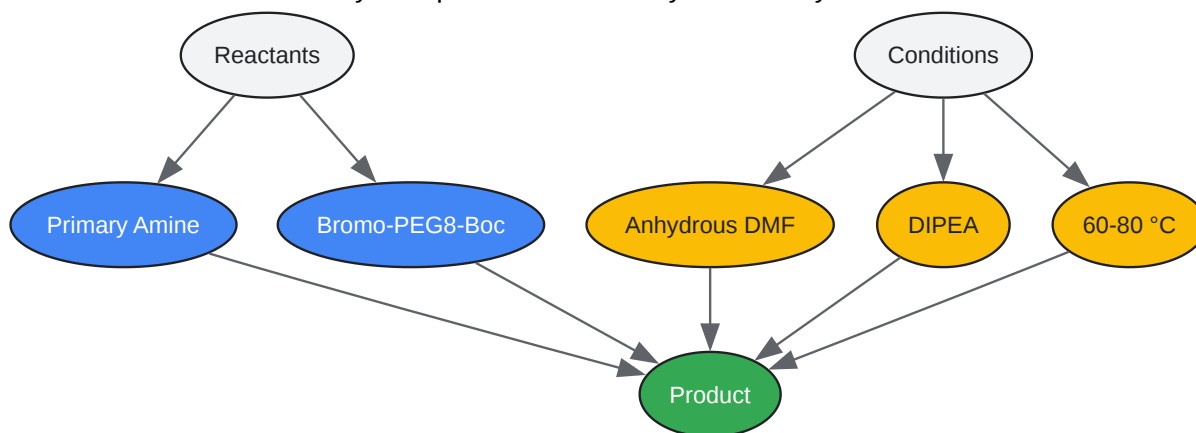 Reactants
Conditions
Primary Amine
Bromo-PEG8-Boc
Anhydrous DMF
DIPEA
60-80 °C
Product